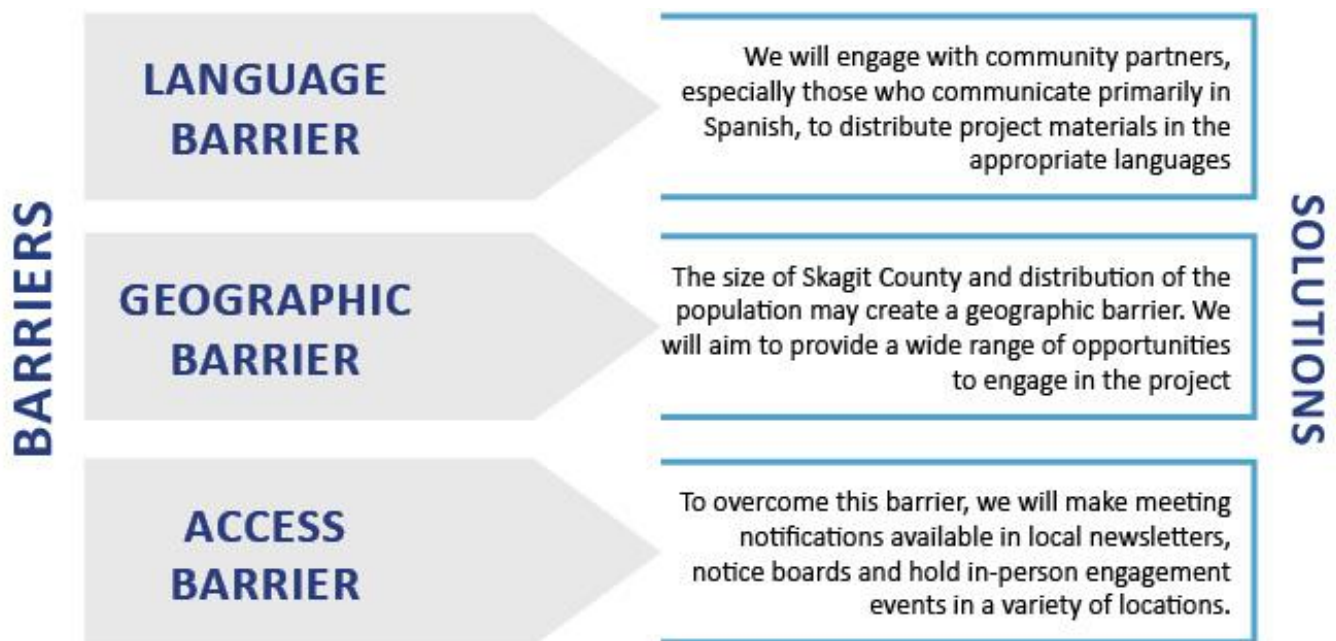 BARRIERS
LANGUAGE
BARRIER
We will engage with community partners,
especially those who communicate primarily in
Spanish, to distribute project materials in the
appropriate languages
GEOGRAPHIC
BARRIER
The size of Skagit County and distribution of the
population may create a geographic barrier. We
will aim to provide a wide range of opportunities
to engage in the project
ACCESS
BARRIER
To overcome this barrier, we will make meeting
notifications available in local newsletters,
notice boards and hold in-person engagement
events in a variety of locations.
SOLUTIONS